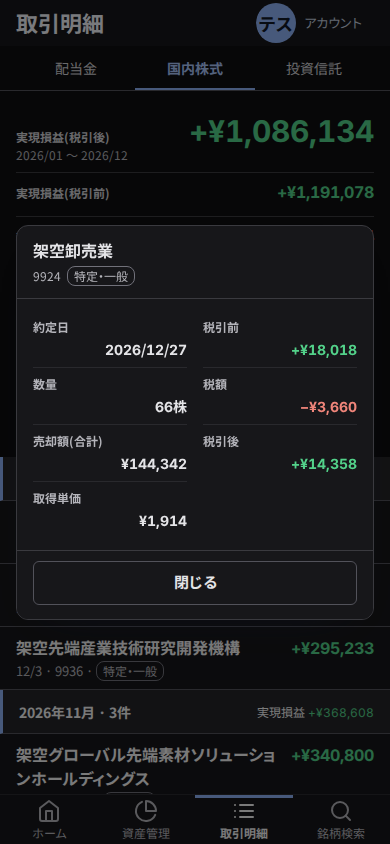 取引明細
テス アカウント
配当金 国内株式 投資信託
実現損益(税引後) +¥1,086,134
2026/01 〜 2026/12
実現損益(税引前) +¥1,191,078
架空卸売業
9924 特定・一般
約定日 税引前
2026/12/27 +¥18,018
数量 税額
66株 −¥3,660
売却額(合計) 税引後
¥144,342 +¥14,358
取得単価
¥1,914
閉じる
架空先端産業技術研究開発機構 +¥295,233
12/3・9936・特定・一般
2026年11月・3件 実現損益 +¥368,608
架空グローバル先端素材ソリューショ +¥340,800
ンホールディングス
ホーム 資産管理 取引明細 銘柄検索